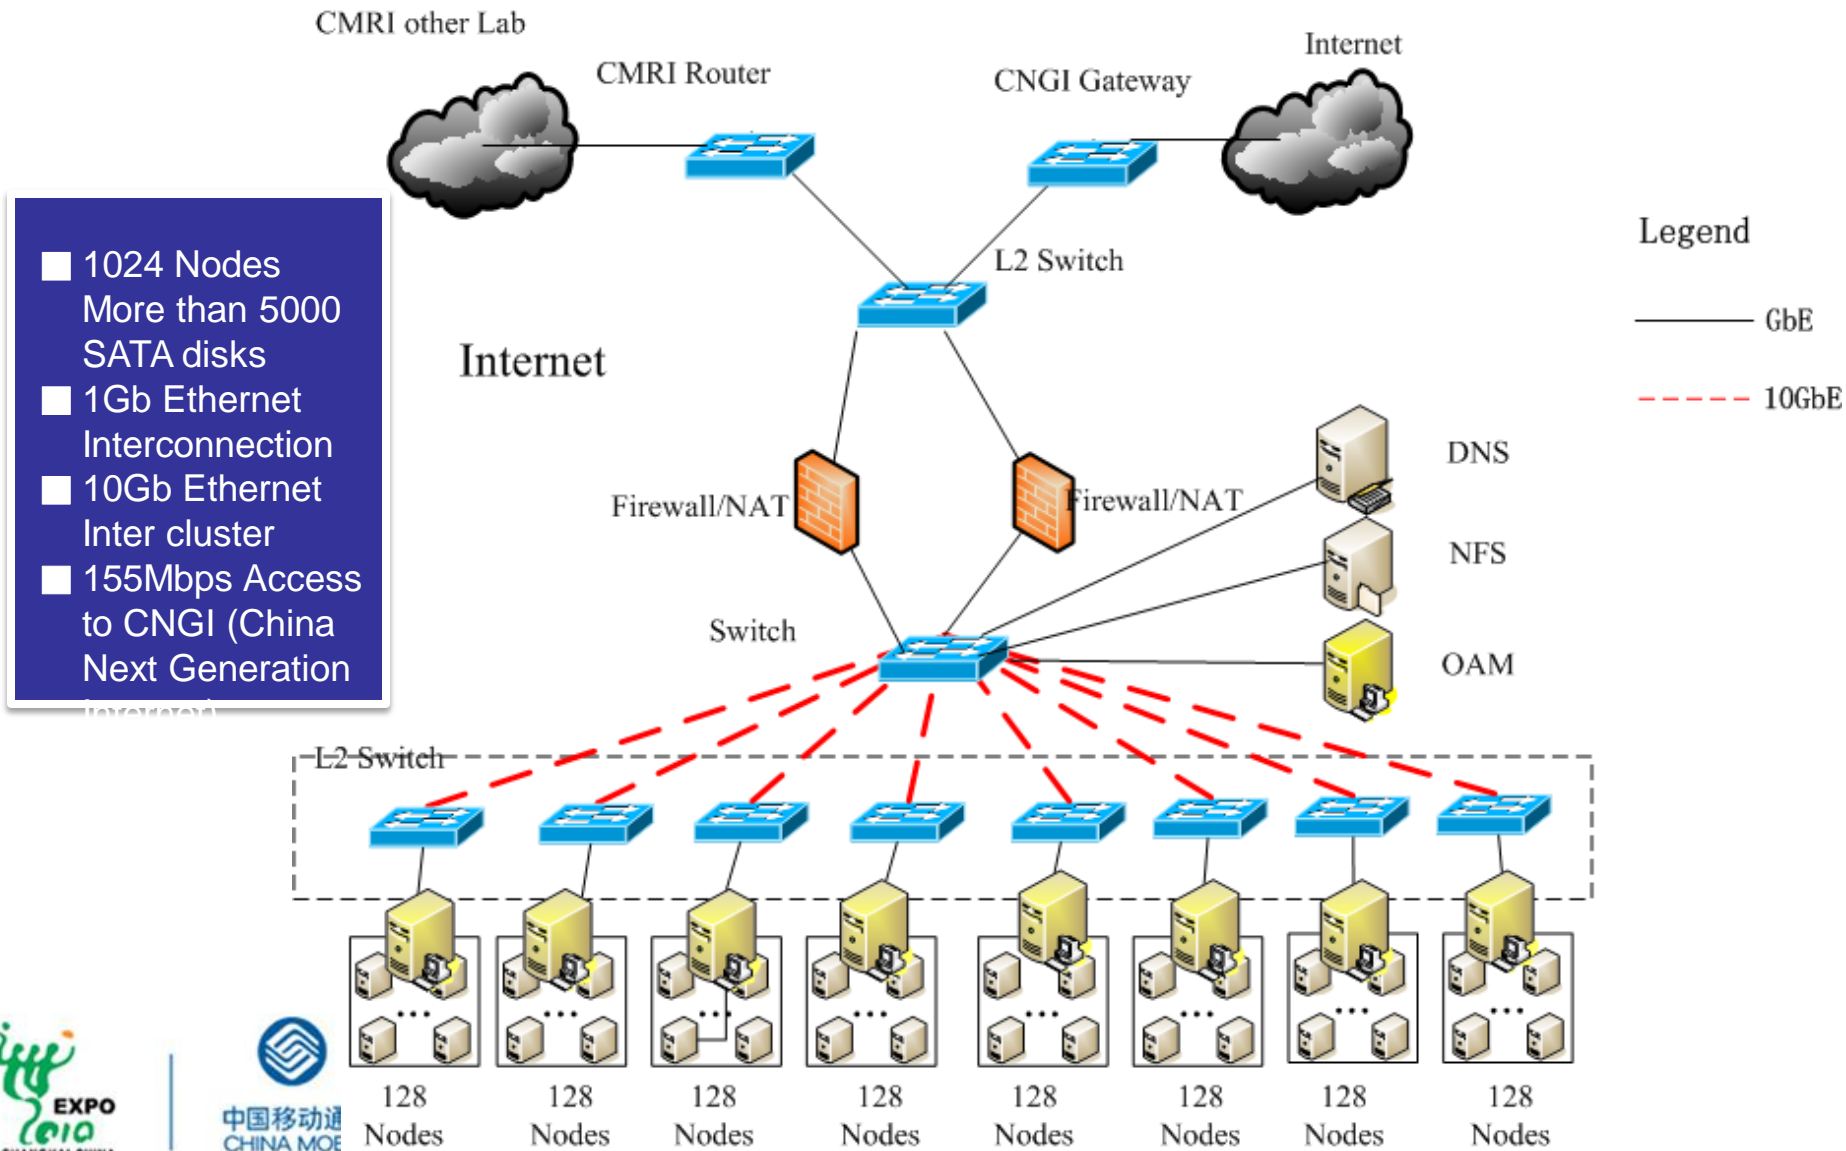 CMRI other Lab
CMRI Router
CNGI Gateway
Internet
1024 Nodes
More than 5000
SATA disks
1Gb Ethernet
Interconnection
10Gb Ethernet
Inter cluster
155Mbps Access
to CNGI (China
Next Generation
Internet)
L2 Switch
Internet
Legend
GbE
10GbE
Firewall/NAT
Firewall/NAT
DNS
NFS
OAM
Switch
L2 Switch
128
Nodes
128
Nodes
128
Nodes
128
Nodes
128
Nodes
128
Nodes
128
Nodes
128
Nodes
EXPO
2010
中国移动通
CHINA MOB